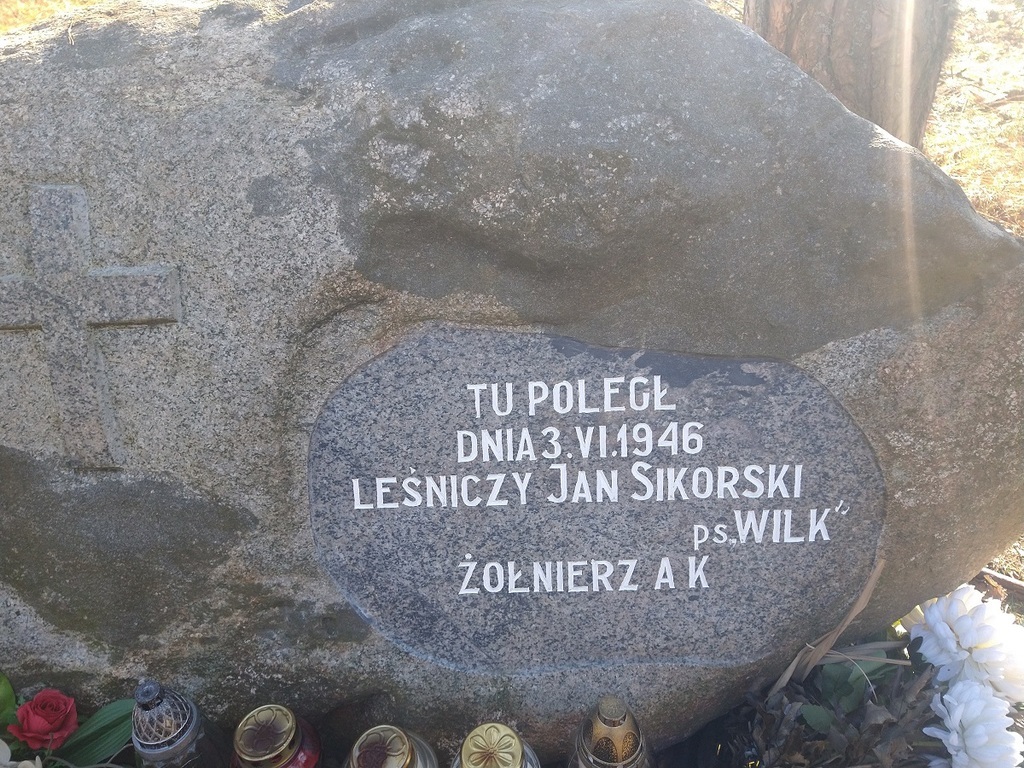 TU POLEGŁ
DNIA 3.VI.1946
LEŚNICZY JAN SIKORSKI
ps. „WILK”
ŻOŁNIERZ A K